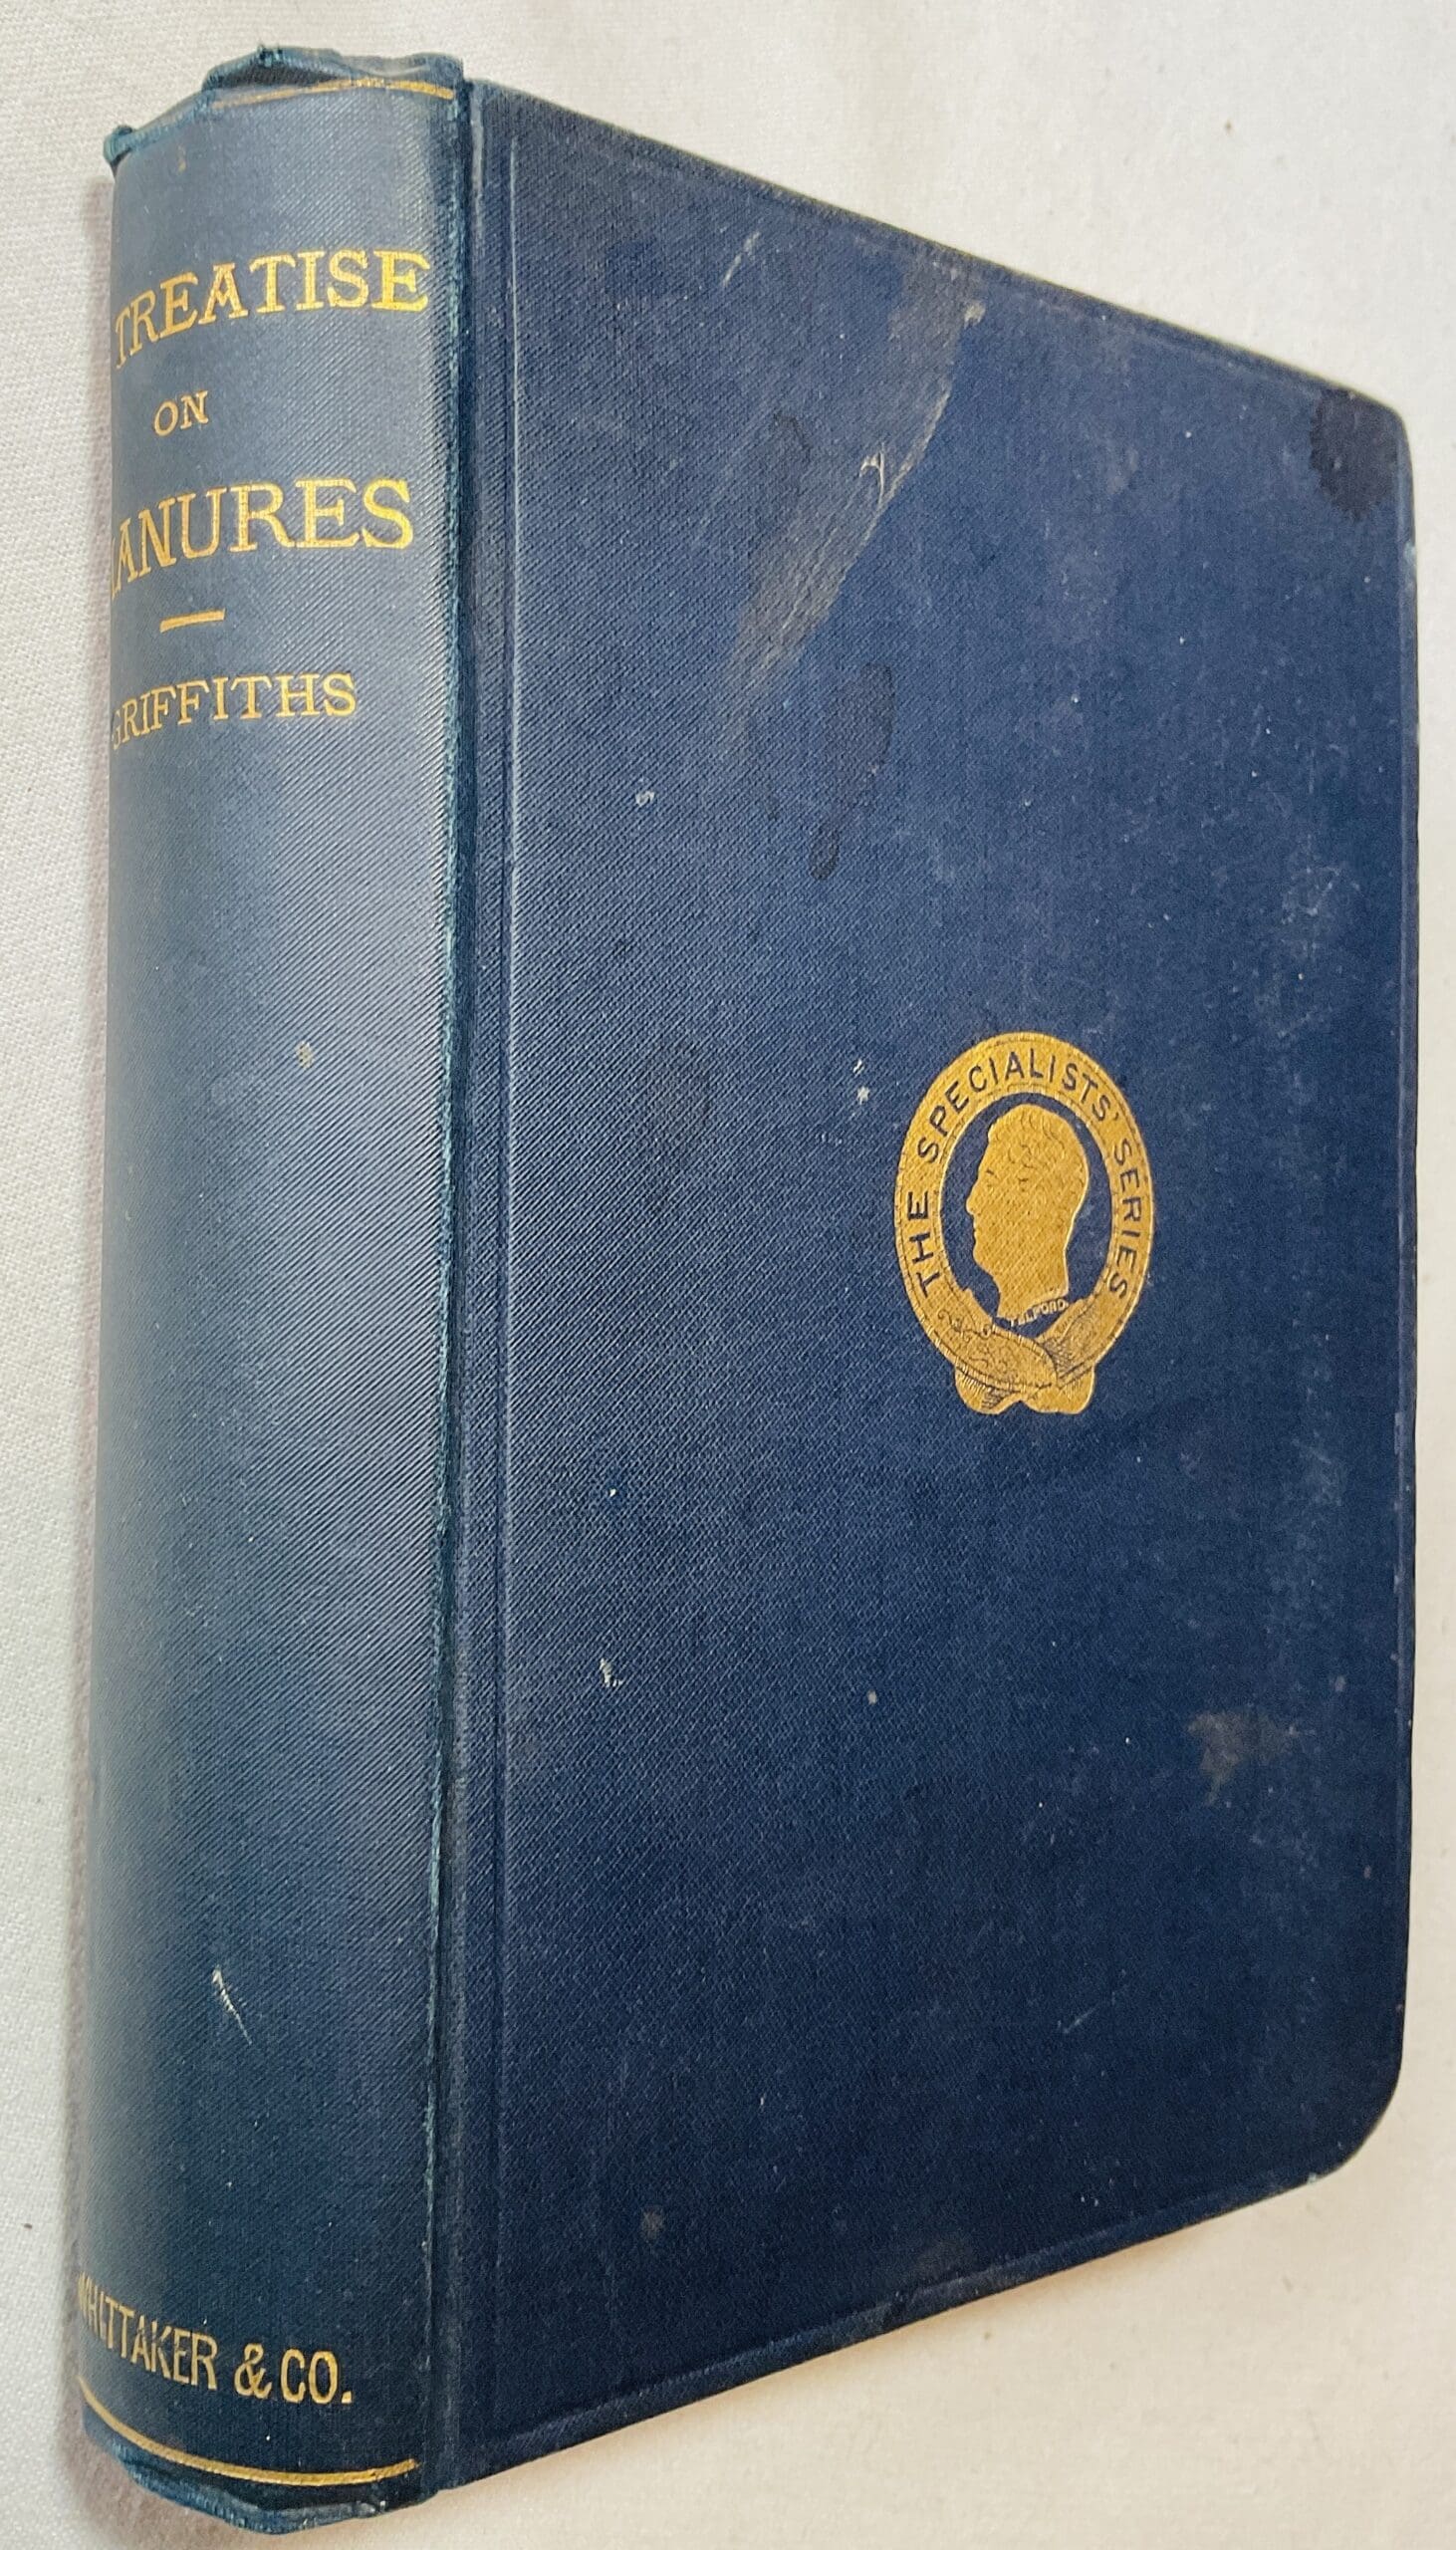 TREATISE
ON
MANURES
GRIFFITHS
WHITTAKER & CO.
THE SPECIALISTS' SERIES
TELFORD